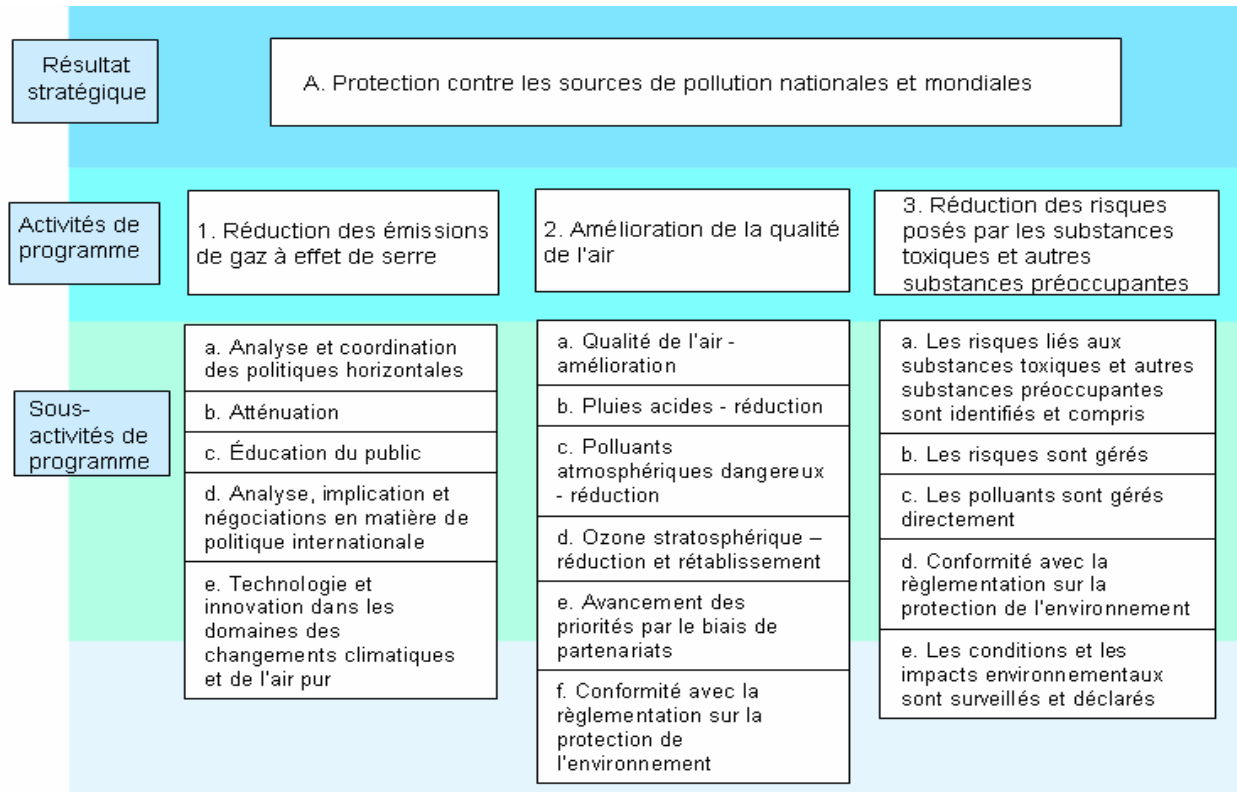 Résultat
stratégique
A. Protection contre les sources de pollution nationales et mondiales
Activités de
programme
1. Réduction des émissions
de gaz à effet de serre
2. Amélioration de la qualité
de l'air
3. Réduction des risques
posés par les substances
toxiques et autres
substances préoccupantes
Sous-
activités de
programme
a. Analyse et coordination
des politiques horizontales
b. Atténuation
c. Éducation du public
d. Analyse, implication et
négociations en matière de
politique internationale
e. Technologie et
innovation dans les
domaines des
changements climatiques
et de l'air pur
a. Qualité de l'air -
amélioration
b. Pluies acides - réduction
c. Polluants
atmosphériques dangereux
- réduction
d. Ozone stratosphérique –
réduction et rétablissement
e. Avancement des
priorités par le biais de
partenariats
f. Conformité avec la
règlementation sur la
protection de
l'environnement
a. Les risques liés aux
substances toxiques et autres
substances préoccupantes
sont identifiés et compris
b. Les risques sont gérés
c. Les polluants sont gérés
directement
d. Conformité avec la
règlementation sur la
protection de l'environnement
e. Les conditions et les
impacts environnementaux
sont surveillés et déclarés